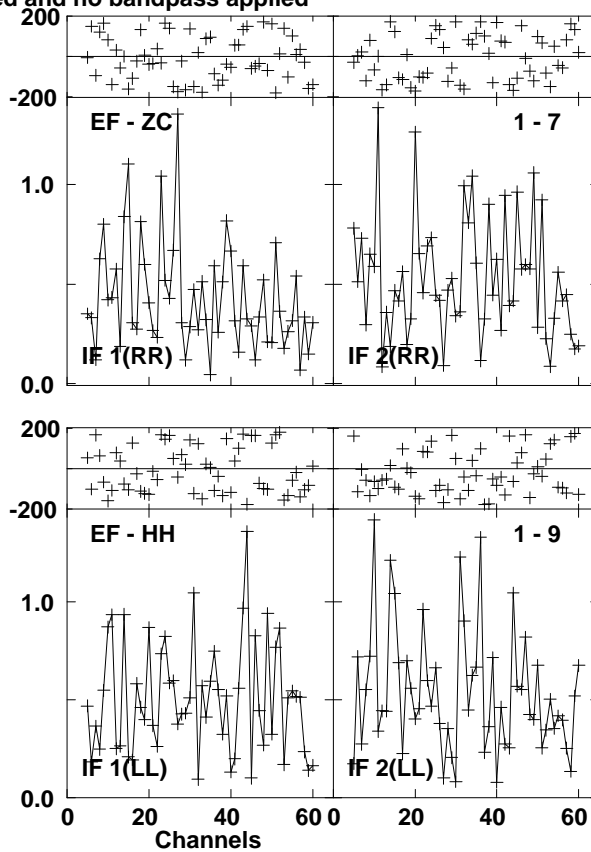 ed and no bandpass applied
200
-200
EF - ZC
1 - 7
1.0
IF 1(RR)
IF 2(RR)
0.0
200
-200
EF - HH
1 - 9
1.0
IF 1(LL)
IF 2(LL)
0.0
0 20 40 60 0 20 40 60
Channels